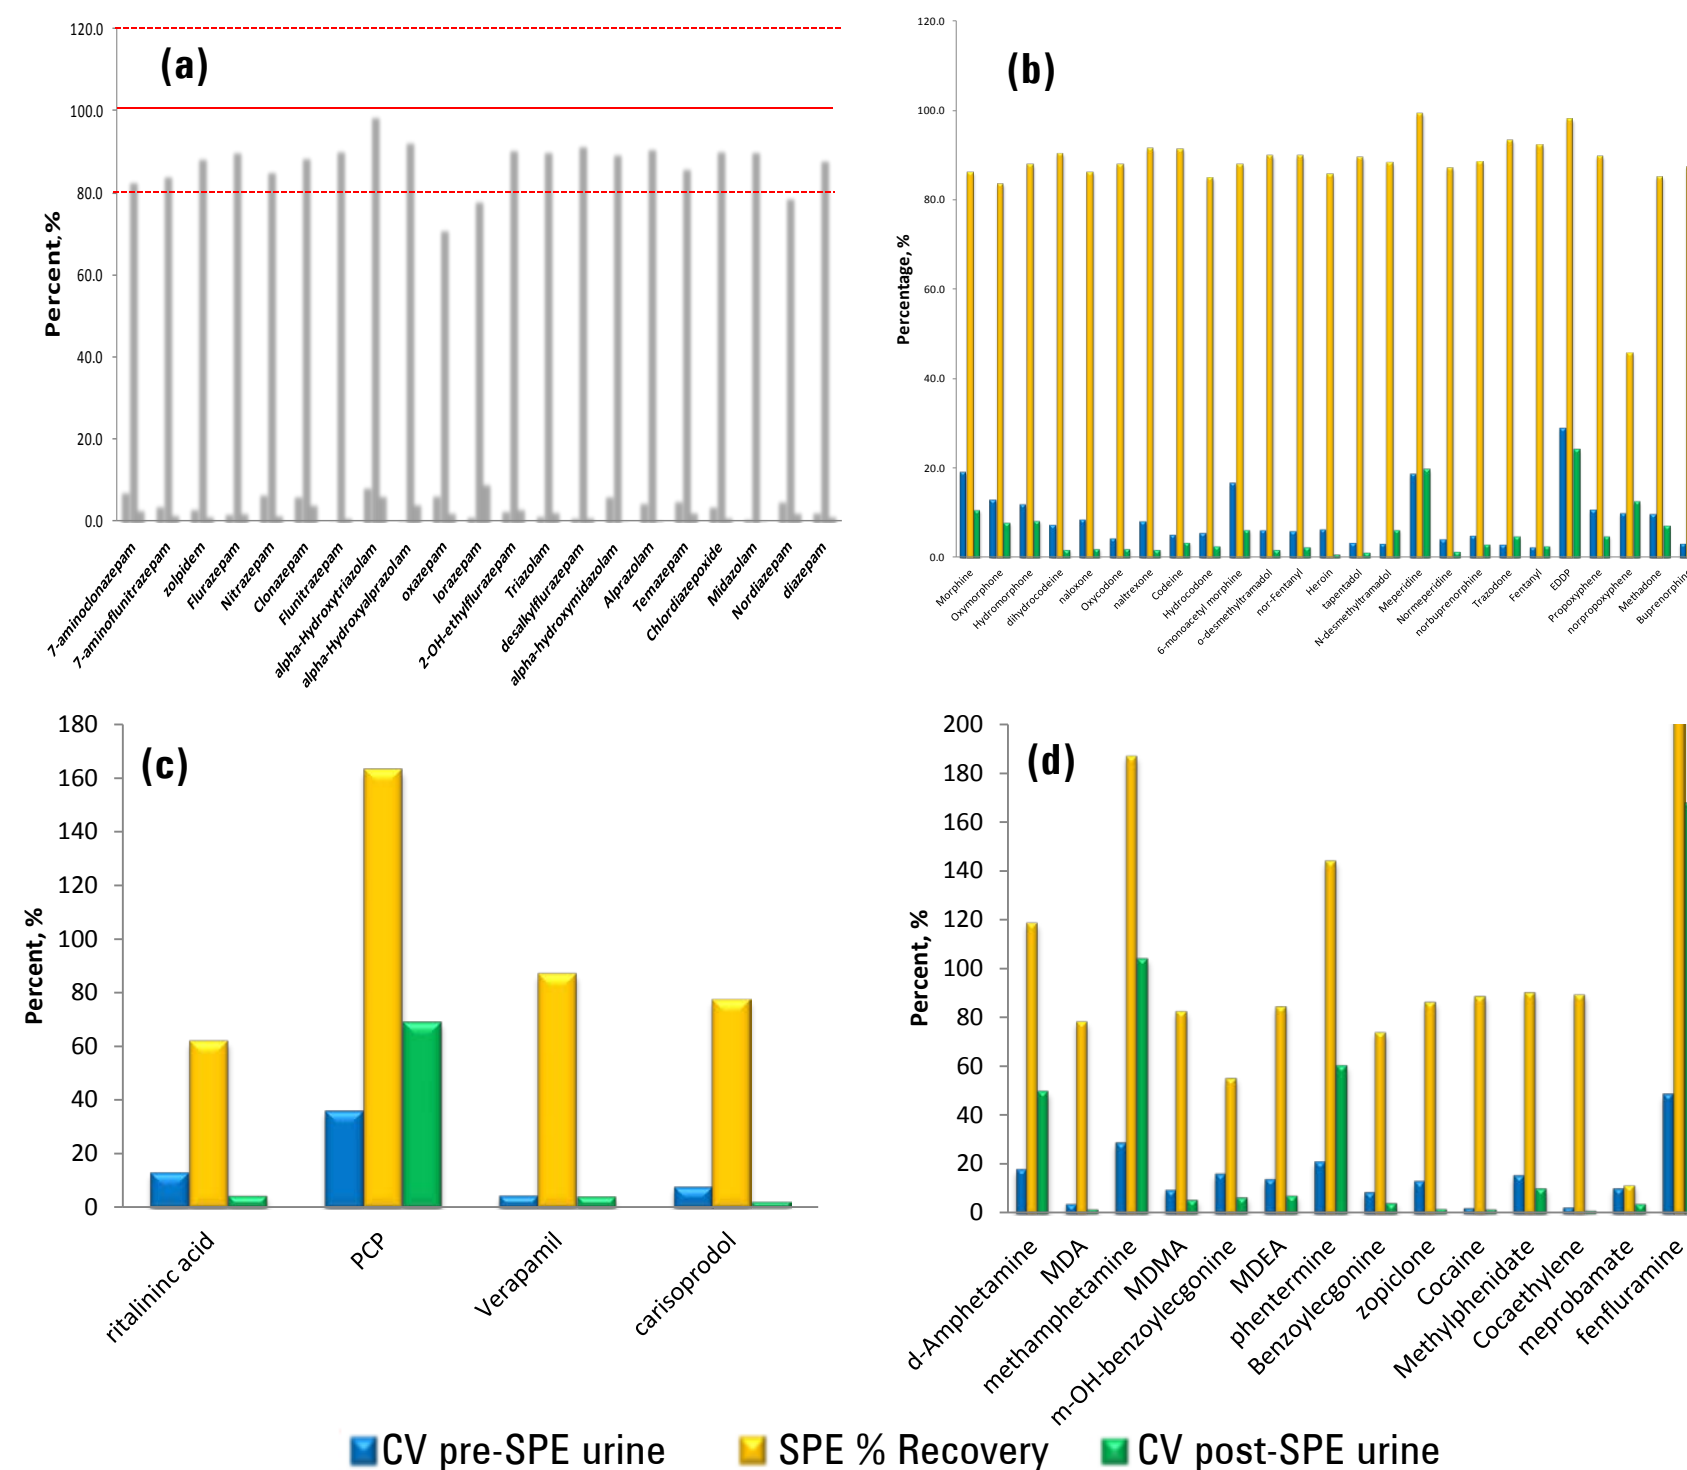 (a)
Percent,%
120.0
100.0
80.0
60.0
40.0
20.0
0.0
7-aminoclonazepam
7-aminoflunitrazepam
zolpidem
Flurazepam
Nitrazepam
Clonazepam
Flunitrazepam
alpha-Hydroxytriazolam
alpha-Hydroxyalprazolam
oxazepam
lorazepam
2-OH-ethylflurazepam
Triazolam
desalkylflurazepam
alpha-hydroxymidazolam
Alprazolam
Temazepam
Chlordiazepoxide
Midazolam
Nordiazepam
diazepam
(b)
Percentage, %
120.0
100.0
80.0
60.0
40.0
20.0
0.0
Morphine
Oxymorphone
Hydromorphone
dihydrocodeine
naloxone
Oxycodone
naltrexone
Codeine
Hydrocodone
6-monoacetyl morphine
o-desmethyltramadol
nor-Fentanyl
Heroin
tapentadol
N-desmethyltramadol
Meperidine
Normeperidine
norbuprenorphine
Trazodone
Fentanyl
EDDP
Propoxyphene
norpropoxyphene
Methadone
Buprenorphine
(c)
Percent, %
180
160
140
120
100
80
60
40
20
0
ritalininc acid
PCP
Verapamil
carisoprodol
(d)
Percent, %
200
180
160
140
120
100
80
60
40
20
0
d-Amphetamine
MDA
methamphetamine
MDMA
m-OH-benzoylecgonine
MDEA
phentermine
Benzoylecgonine
zopiclone
Cocaine
Methylphenidate
Cocaethylene
meprobamate
fenfluramine
CV pre-SPE urine
SPE % Recovery
CV post-SPE urine